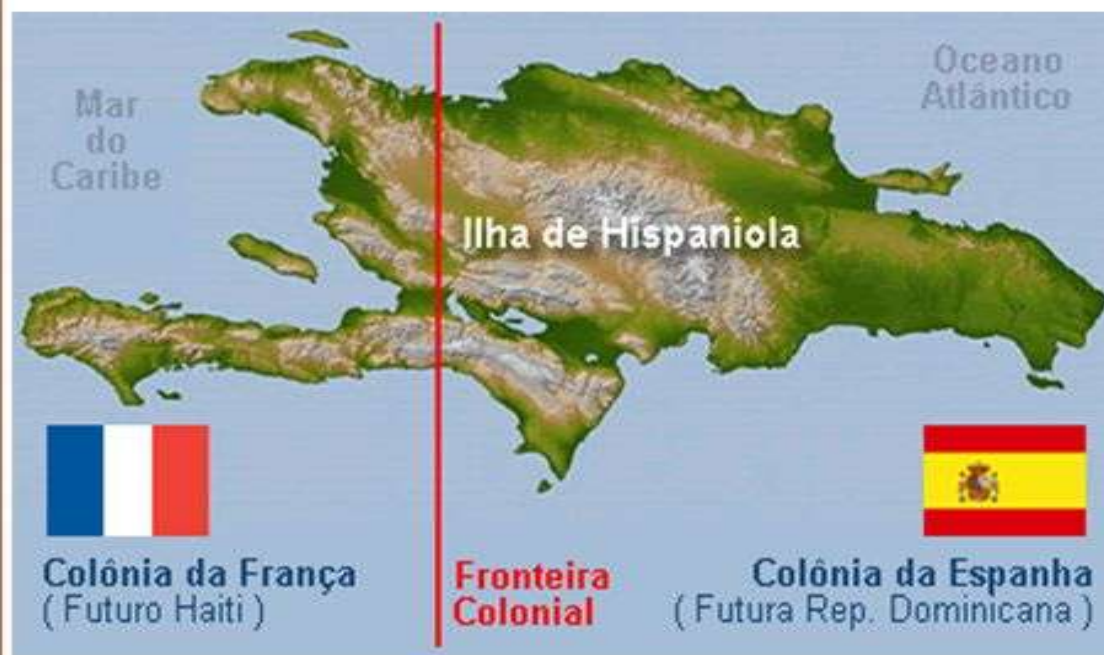 Mar
do
Caribe
Oceano
Atlântico
Ilha de Hispaniola
Colônia da França
( Futuro Haiti )
Fronteira
Colonial
Colônia da Espanha
( Futura Rep. Dominicana )